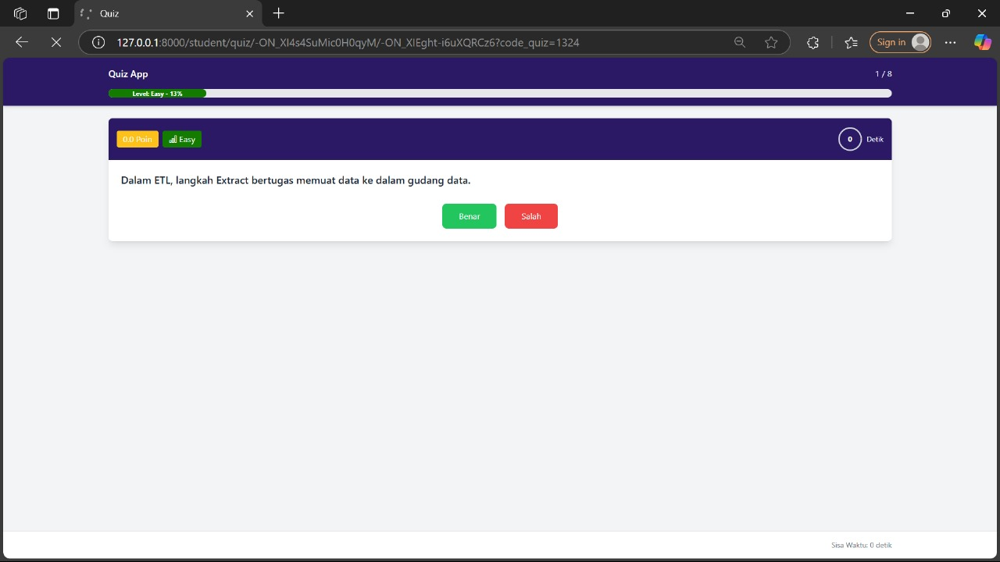 Quiz
127.0.0.1:8000/student/quiz/-ON_XI4s4SuMic0H0qyM/-ON_XIEght-i6uXQRCz6?code_quiz=1324
Sign in
Quiz App
1 / 8
Level: Easy - 13%
0.0 Poin
Easy
0
Detik
Dalam ETL, langkah Extract bertugas memuat data ke dalam gudang data.
Benar
Salah
Sisa Waktu: 0 detik